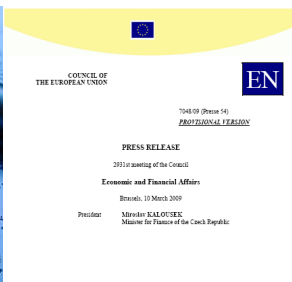 COUNCIL OF
THE EUROPEAN UNION
EN
7048/09 (Presse 54)
PROVISIONAL VERSION
PRESS RELEASE
2931st meeting of the Council
Economic and Financial Affairs
Brussels, 10 March 2009
President Miroslav KALOUSEK
Minister for Finance of the Czech Republic